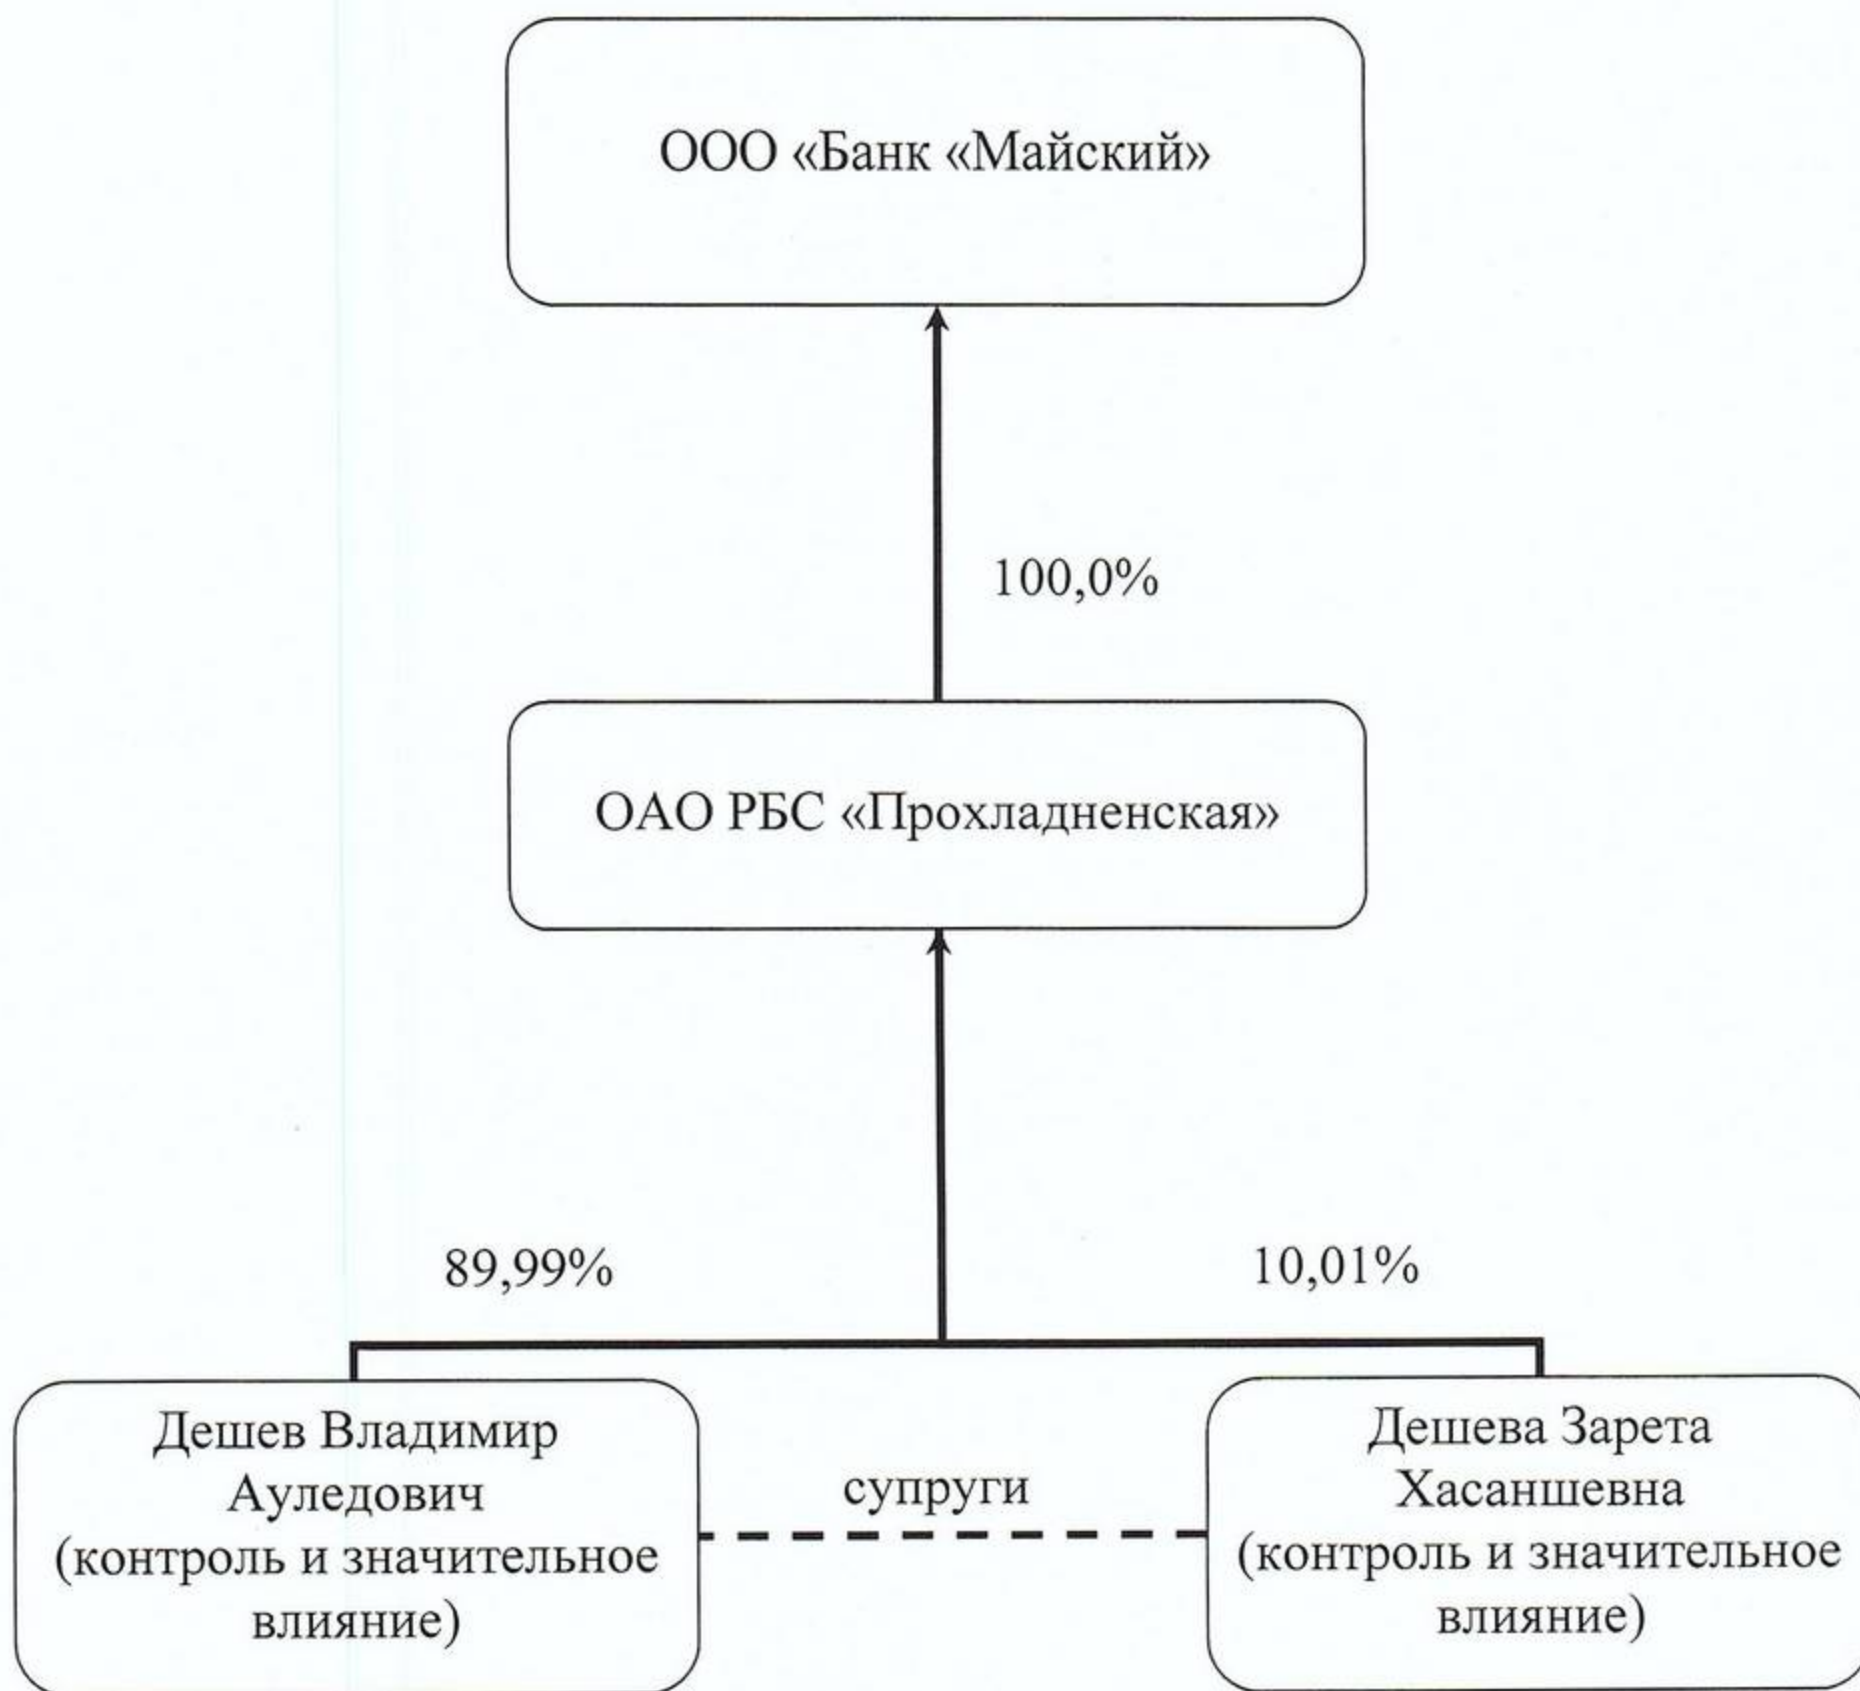 ООО «Банк «Майский»
100,0%
ОАО РБС «Прохладненская»
89,99%
10,01%
Дешев Владимир
Ауледович
(контроль и значительное
влияние)
супруги
Дешева Зарета
Хасаншевна
(контроль и значительное
влияние)